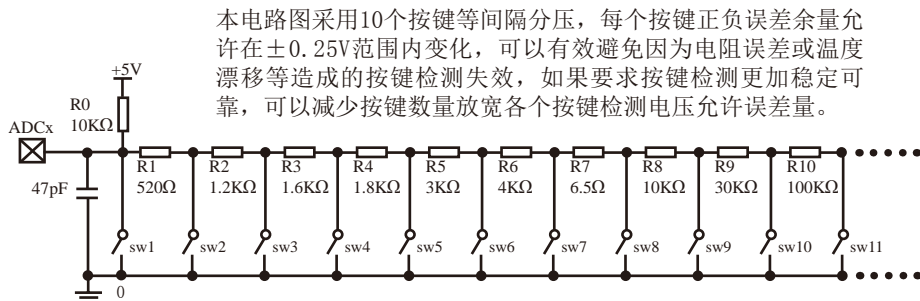 本电路图采用10个按键等间隔分压，每个按键正负误差余量允
许在±0.25V范围内变化，可以有效避免因为电阻误差或温度
漂移等造成的按键检测失效，如果要求按键检测更加稳定可
靠，可以减少按键数量放宽各个按键检测电压允许误差量。
+5V
R0
10KΩ
ADCx
R1 R2 R3 R4 R5 R6 R7 R8 R9 R10
520Ω 1.2KΩ 1.6KΩ 1.8KΩ 3KΩ 4KΩ 6.5Ω 10KΩ 30KΩ 100KΩ
47pF
sw1 sw2 sw3 sw4 sw5 sw6 sw7 sw8 sw9 sw10 sw11
0